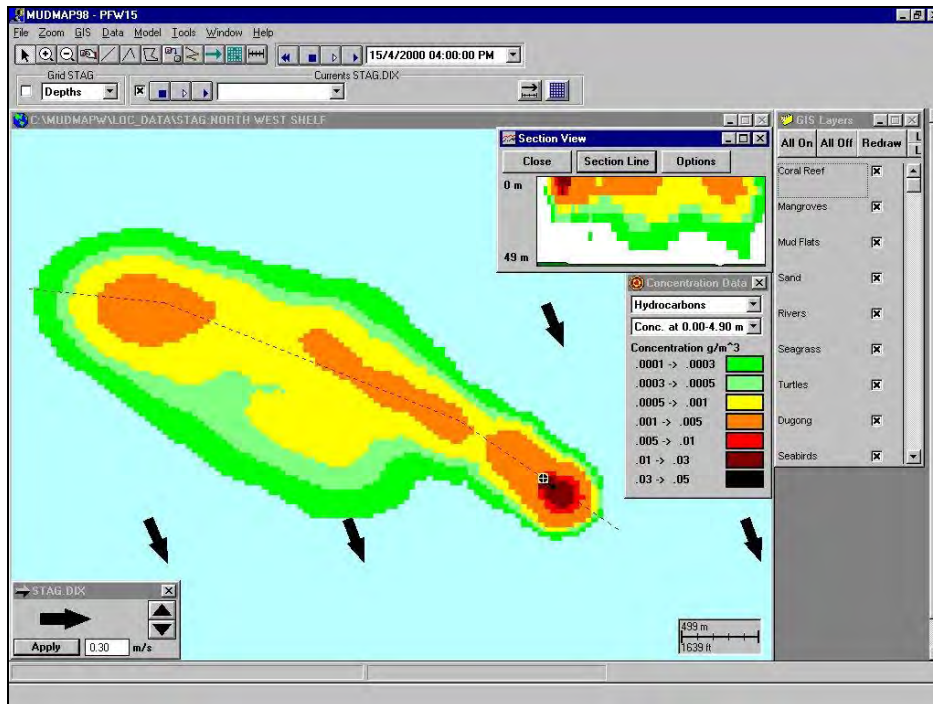 MUDMAP98 - PFW15
File Zoom GIS Data Model Tools Window Help
15/4/2000 04:00:00 PM
Grid STAG
Currents STAG.DIX
Depths
C:\MUDMAPW\LOC_DATA\STAG NORTH WEST SHELF
GIS Layers
All On All Off Redraw L L
Coral Reef
Mangroves
Mud Flats
Sand
Rivers
Seagrass
Turtles
Dugong
Seabirds
Section View
Close Section Line Options
0 m
49 m
Concentration Data
Hydrocarbons
Conc. at 0.00-4.90 m
Concentration g/m^3
.0001 -> .0003
.0003 -> .0005
.0005 -> .001
.001 -> .005
.005 -> .01
.01 -> .03
.03 -> .05
STAG.DIX
Apply 0.30 m/s
499 m
1639 ft